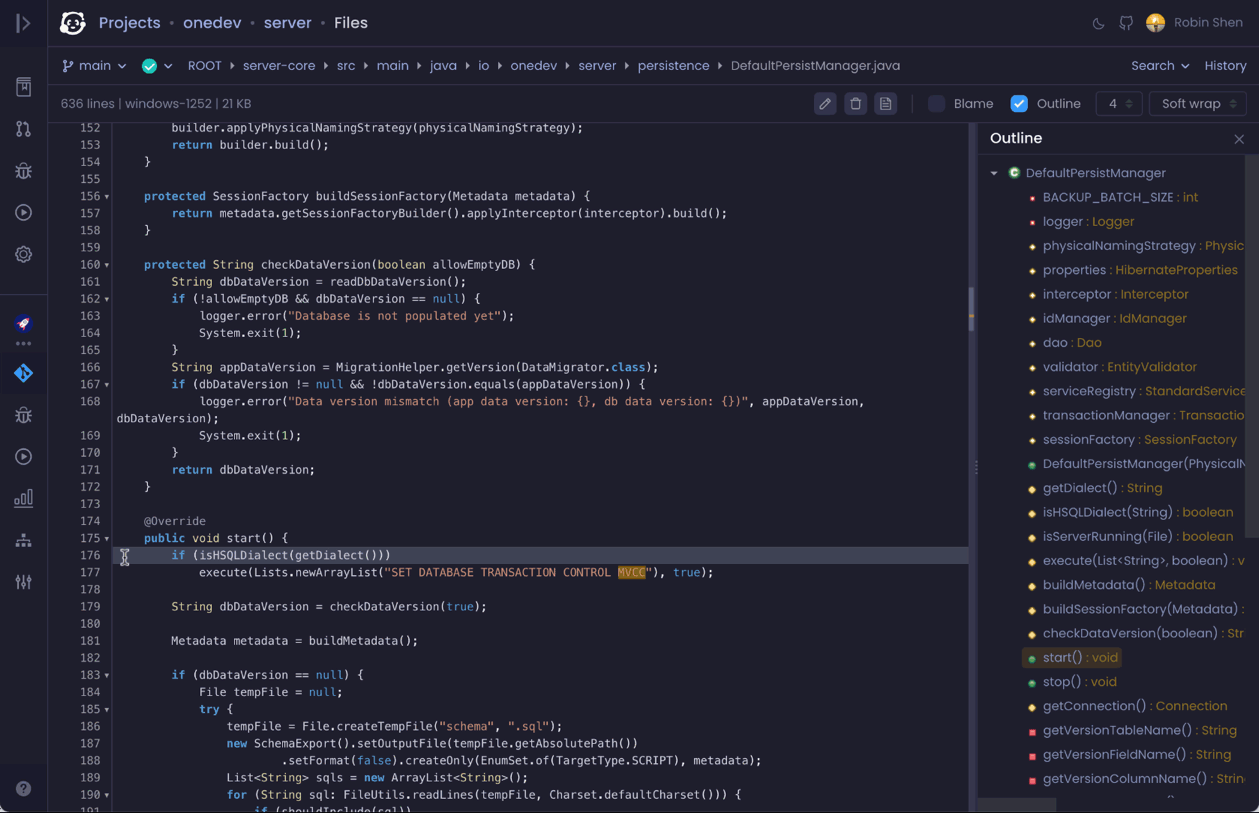 Projects • onedev • server • Files
Robin Shen
main ROOT server-core src main java io onedev server persistence DefaultPersistManager.java
Search History
636 lines | windows-1252 | 21 KB
Blame Outline 4 Soft wrap
152 builder.applyPhysicalNamingStrategy(physicalNamingStrategy);
153 return builder.build();
154 }
155
156 protected SessionFactory buildSessionFactory(Metadata metadata) {
157 return metadata.getSessionFactoryBuilder().applyInterceptor(interceptor).build();
158 }
159
160 protected String checkDataVersion(boolean allowEmptyDB) {
161 String dbDataVersion = readDbDataVersion();
162 if (!allowEmptyDB && dbDataVersion == null) {
163 logger.error("Database is not populated yet");
164 System.exit(1);
165 }
166 String appDataVersion = MigrationHelper.getVersion(DataMigrator.class);
167 if (dbDataVersion != null && !dbDataVersion.equals(appDataVersion)) {
168 logger.error("Data version mismatch (app data version: {}, db data version: {})", appDataVersion,
dbDataVersion);
169 System.exit(1);
170 }
171 return dbDataVersion;
172 }
173
174 @Override
175 public void start() {
176 if (isHSQLDialect(getDialect()))
177 execute(Lists.newArrayList("SET DATABASE TRANSACTION CONTROL MVCC"), true);
178
179 String dbDataVersion = checkDataVersion(true);
180
181 Metadata metadata = buildMetadata();
182
183 if (dbDataVersion == null) {
184 File tempFile = null;
185 try {
186 tempFile = File.createTempFile("schema", ".sql");
187 new SchemaExport().setOutputFile(tempFile.getAbsolutePath())
188 .setFormat(false).createOnly(EnumSet.of(TargetType.SCRIPT), metadata);
189 List<String> sqls = new ArrayList<String>();
190 for (String sql: FileUtils.readLines(tempFile, Charset.defaultCharset())) {
191 if (shouldInclude(sql))
Outline
C DefaultPersistManager
BACKUP_BATCH_SIZE : int
logger : Logger
physicalNamingStrategy : Physic
properties : HibernateProperties
interceptor : Interceptor
idManager : IdManager
dao : Dao
validator : EntityValidator
serviceRegistry : StandardService
transactionManager : Transactio
sessionFactory : SessionFactory
DefaultPersistManager(PhysicalN
getDialect() : String
isHSQLDialect(String) : boolean
isServerRunning(File) : boolean
execute(List<String>, boolean) : v
buildMetadata() : Metadata
buildSessionFactory(Metadata) :
checkDataVersion(boolean) : Str
start() : void
stop() : void
getConnection() : Connection
getVersionTableName() : String
getVersionFieldName() : String
getVersionColumnName() : Strin